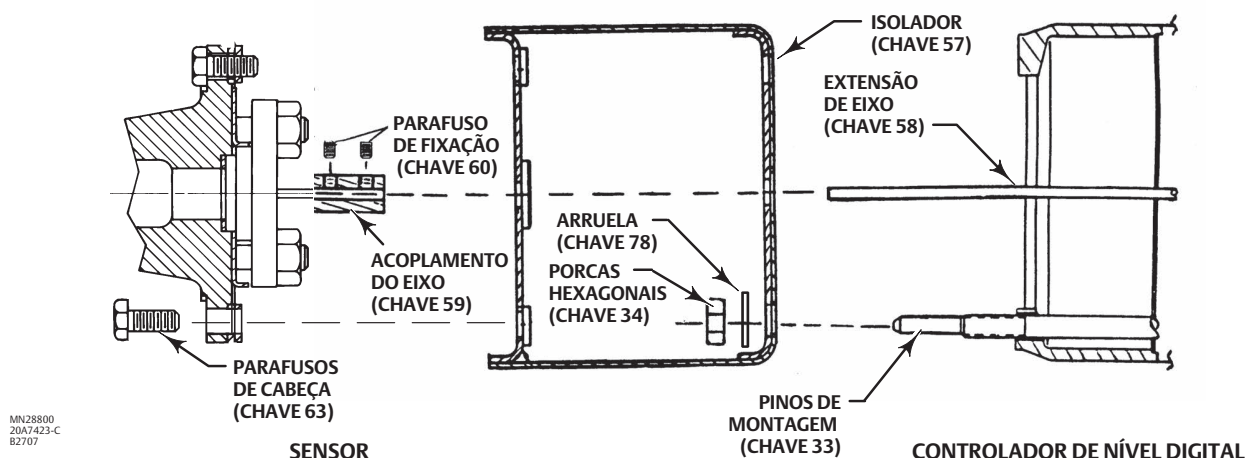 ISOLADOR
(CHAVE 57)
EXTENSÃO
DE EIXO
(CHAVE 58)
PARAFUSO
DE FIXAÇÃO
(CHAVE 60)
ARRUELA
(CHAVE 78)
ACOPLAMENTO
DO EIXO
(CHAVE 59)
PORCAS
HEXAGONAIS
(CHAVE 34)
PARAFUSOS
DE CABEÇA
(CHAVE 63)
PINOS DE
MONTAGEM
(CHAVE 33)
MN28800
20A7423-C
B2707
SENSOR
CONTROLADOR DE NÍVEL DIGITAL